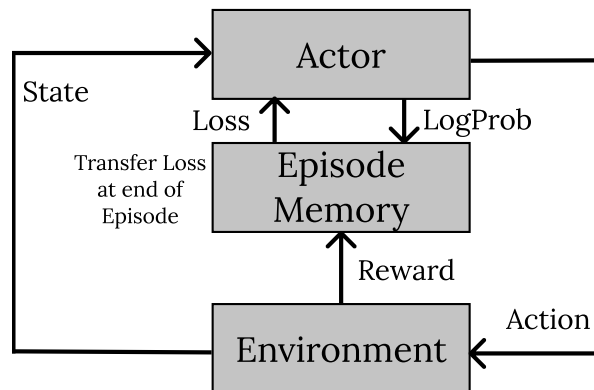 Actor
State
Loss
LogProb
Transfer Loss
at end of
Episode
Episode
Memory
Reward
Action
Environment